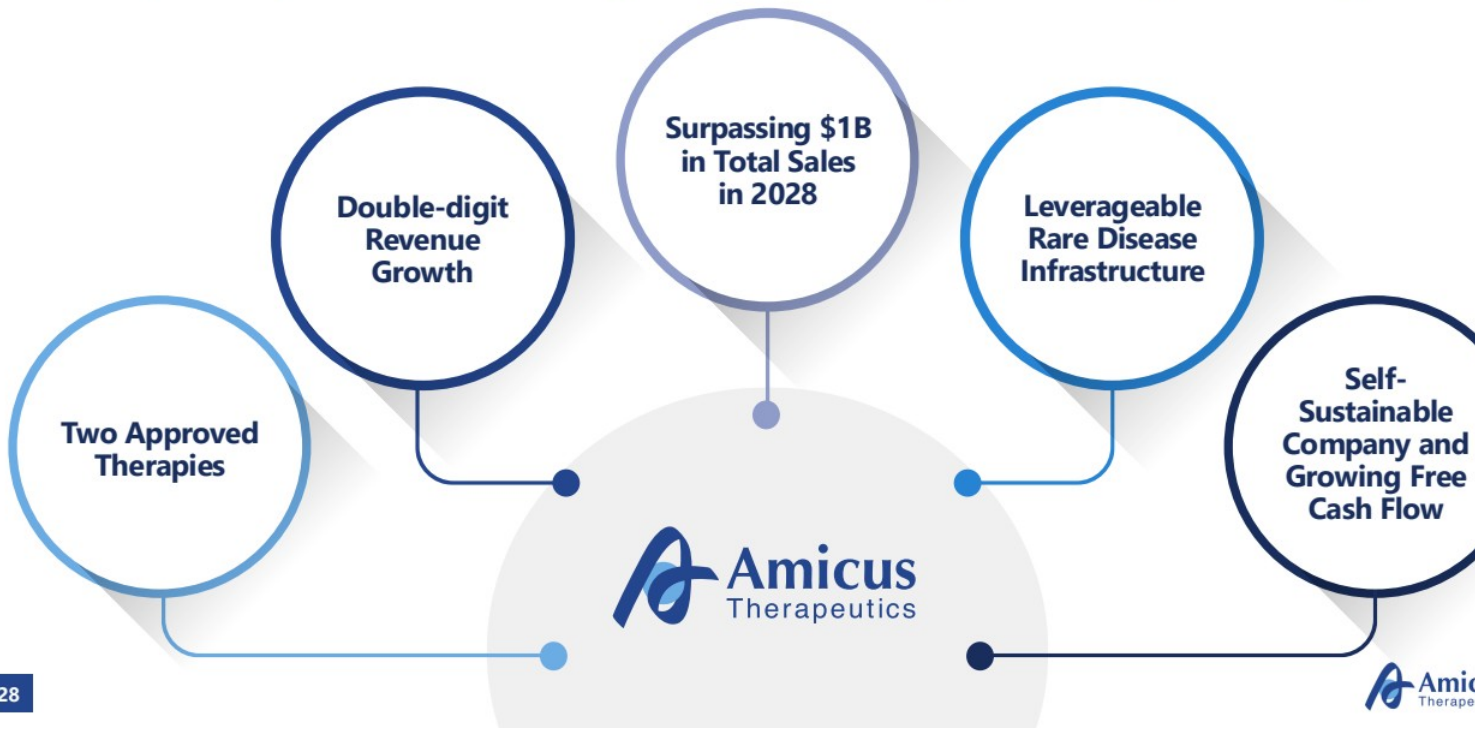 Two Approved
Therapies
Double-digit
Revenue
Growth
Surpassing $1B
in Total Sales
in 2028
Leverageable
Rare Disease
Infrastructure
Self-
Sustainable
Company and
Growing Free
Cash Flow
Amicus
Therapeutics
28